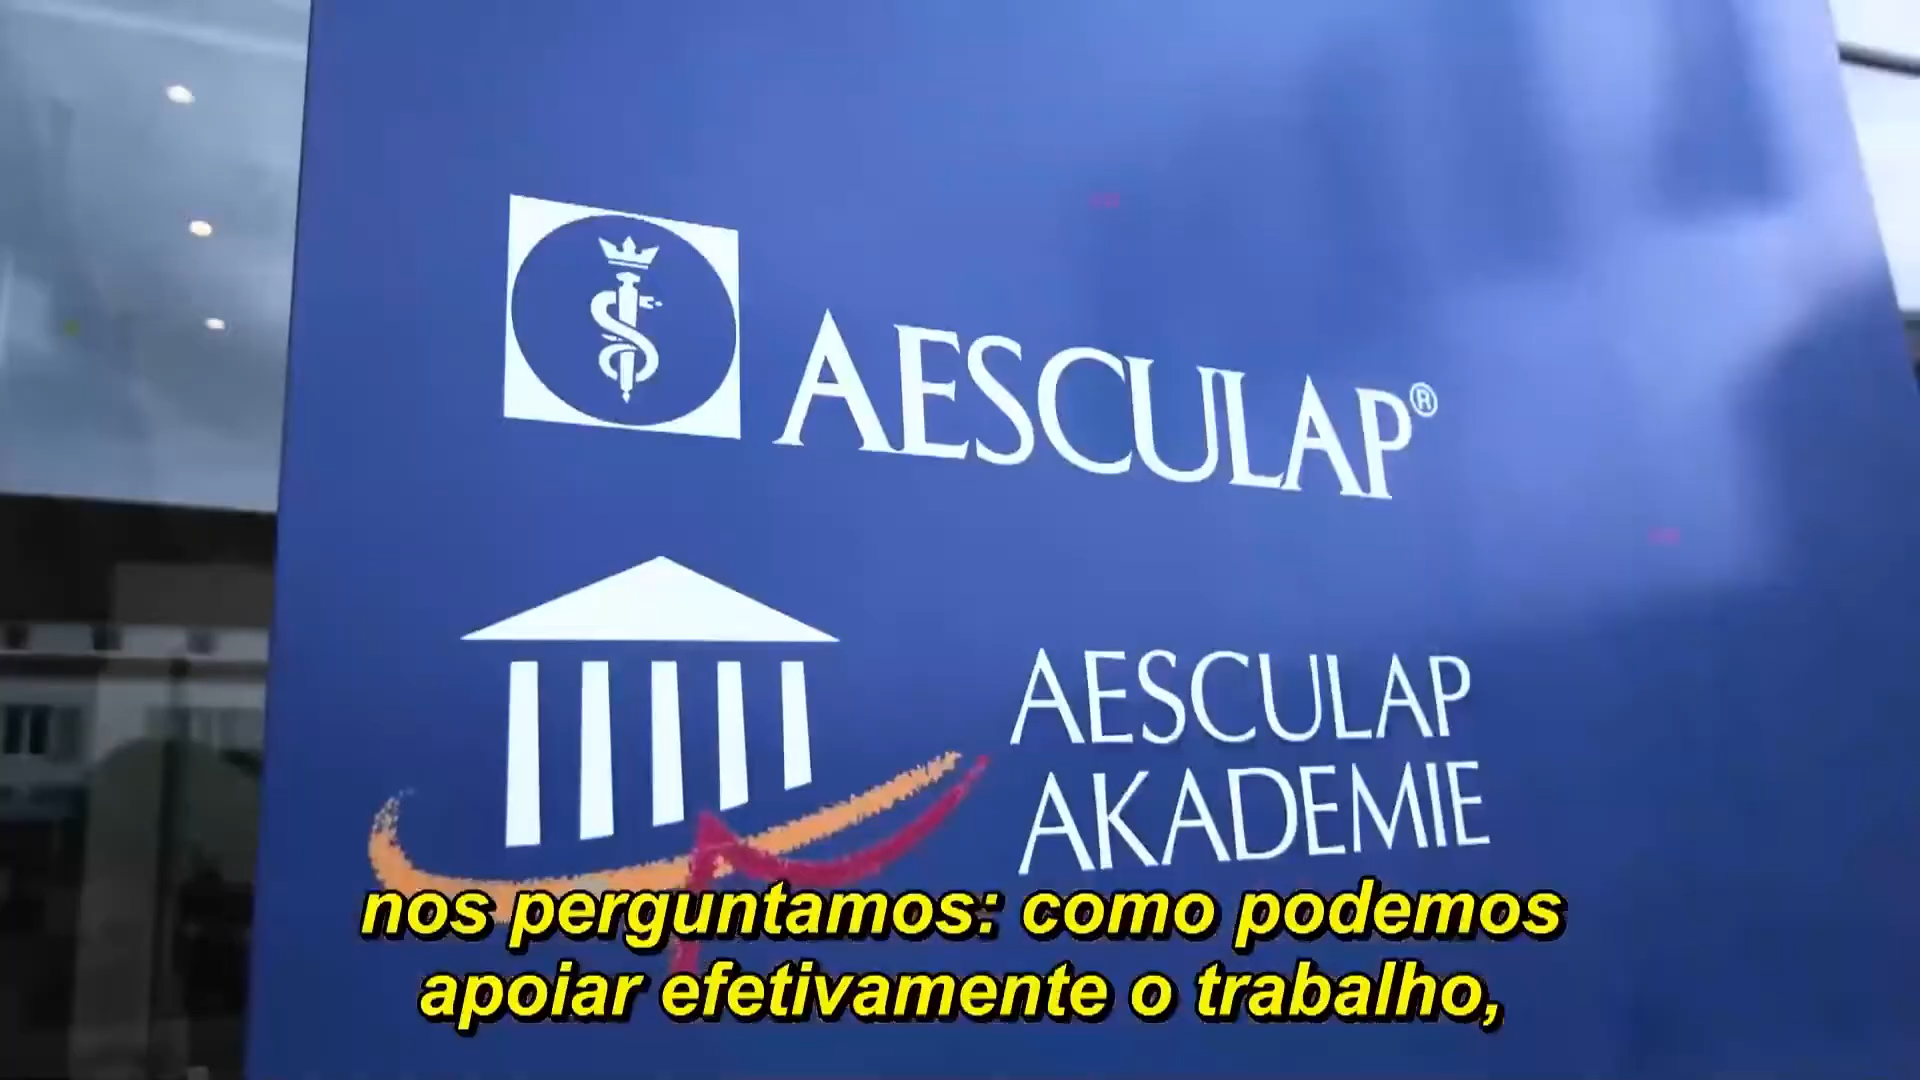 AESCULAP®
AESCULAP
AKADEMIE
nos perguntamos: como podemos
apoiar efetivamente o trabalho,